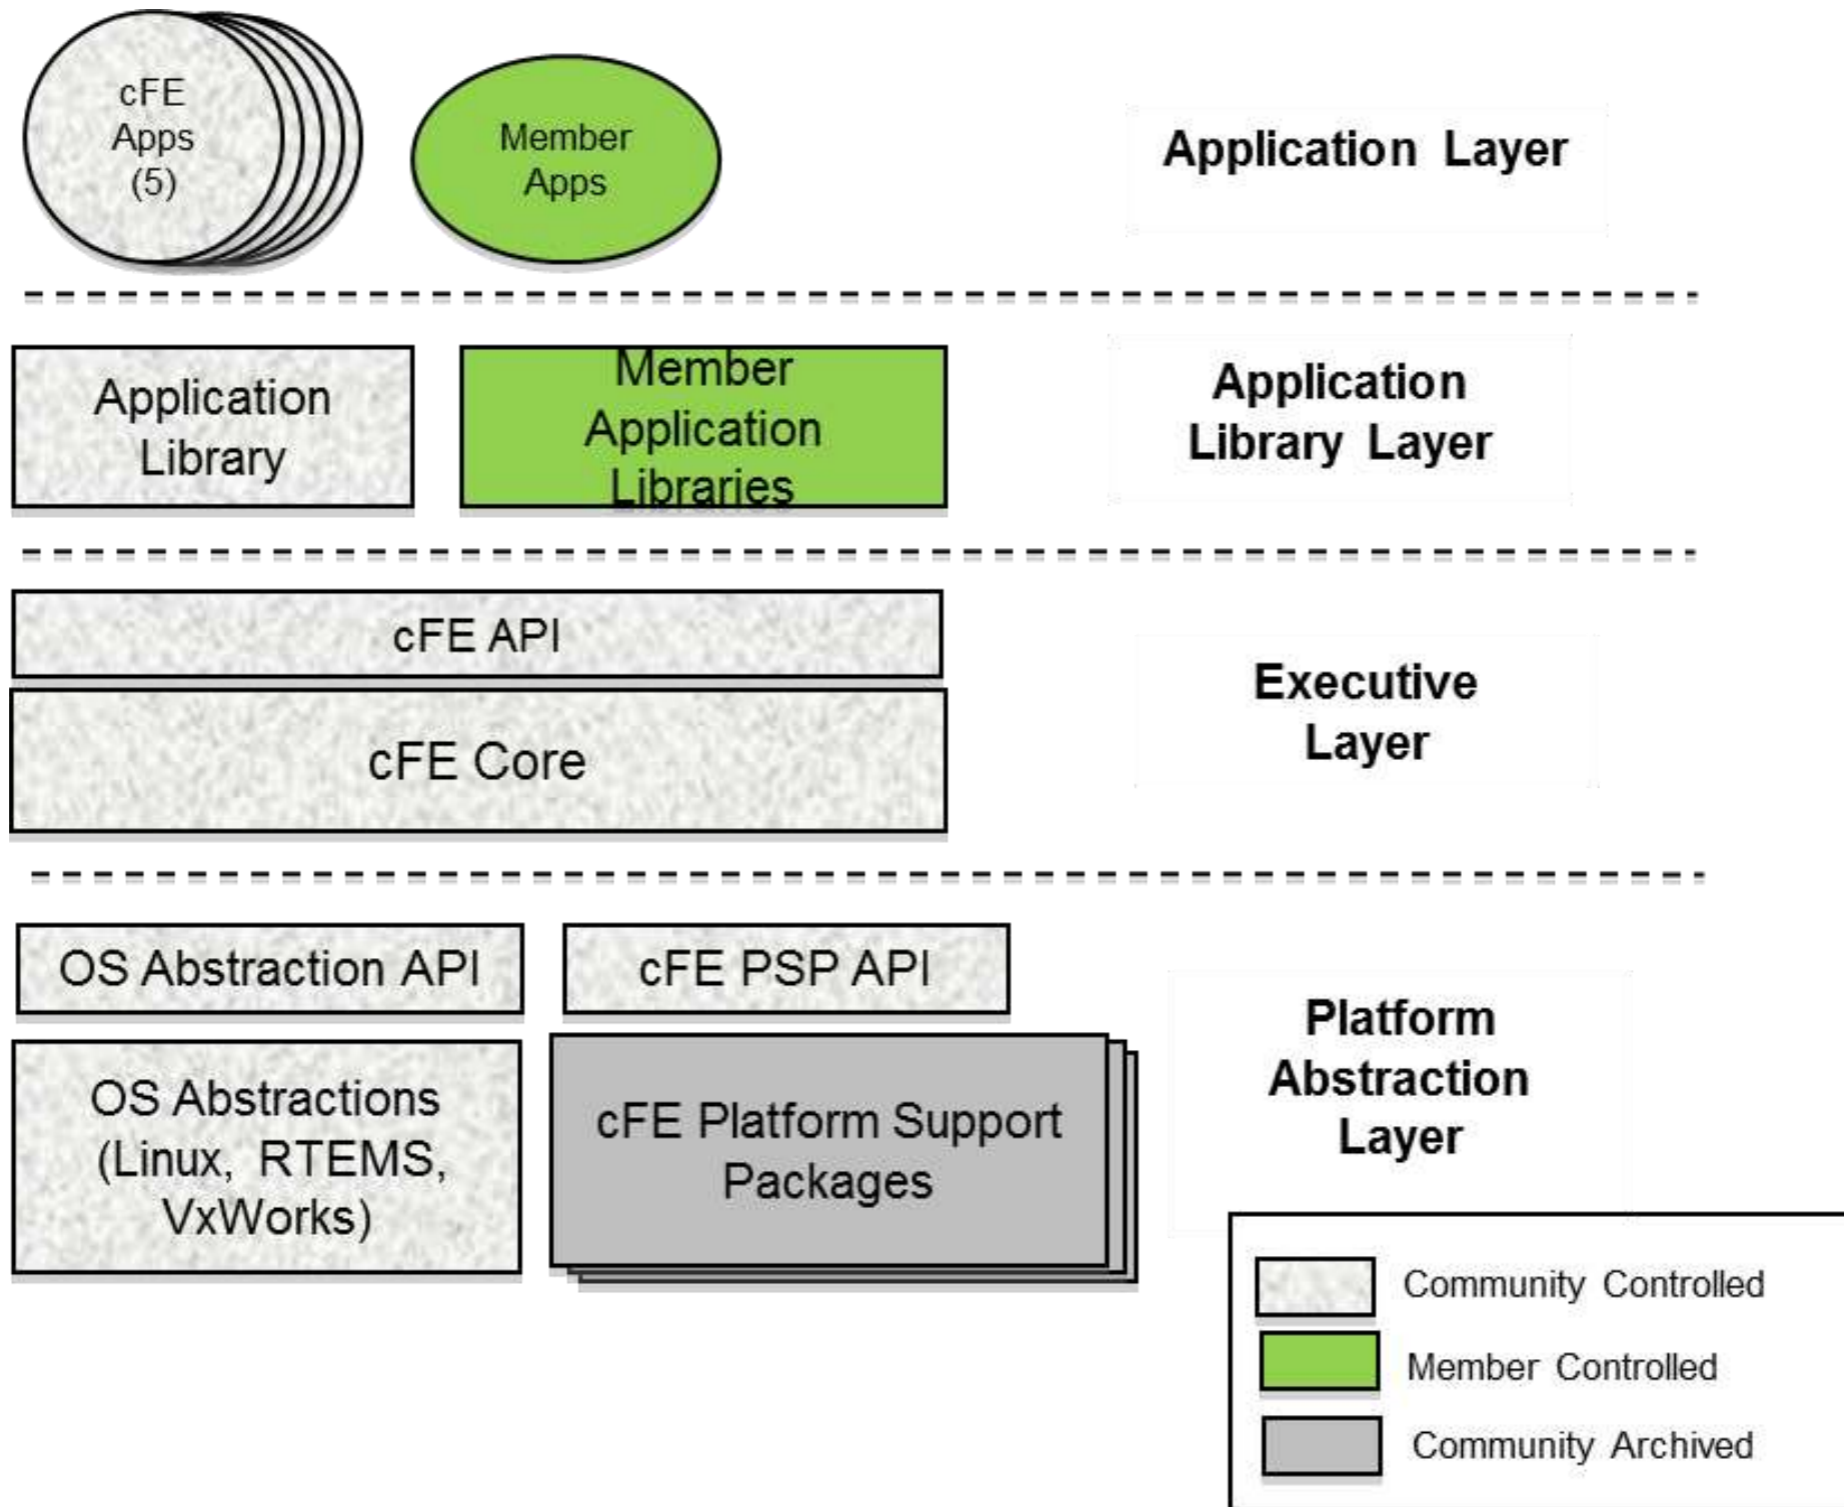 cFE
Apps
(5)
Member
Apps
Application Layer
Application
Library
Member
Application
Libraries
Application
Library Layer
cFE API
cFE Core
Executive
Layer
OS Abstraction API
cFE PSP API
OS Abstractions
(Linux, RTEMS,
VxWorks)
cFE Platform Support
Packages
Platform
Abstraction
Layer
Community Controlled
Member Controlled
Community Archived